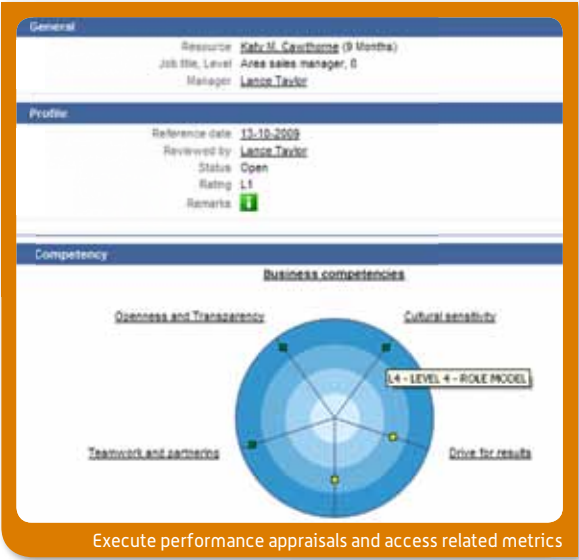 General
Resource Katy M. Cawthorne (9 Months)
Job title, Level Area sales manager, 0
Manager Lance Taylor
Profile
Reference date 13-10-2009
Reviewed by Lance Taylor
Status Open
Rating L1
Remarks
Competency
Business competencies
Openness and Transparency Cultural sensitivity
L4 - LEVEL 4 - ROLE MODEL
Teamwork and partnering Drive for results
Execute performance appraisals and access related metrics